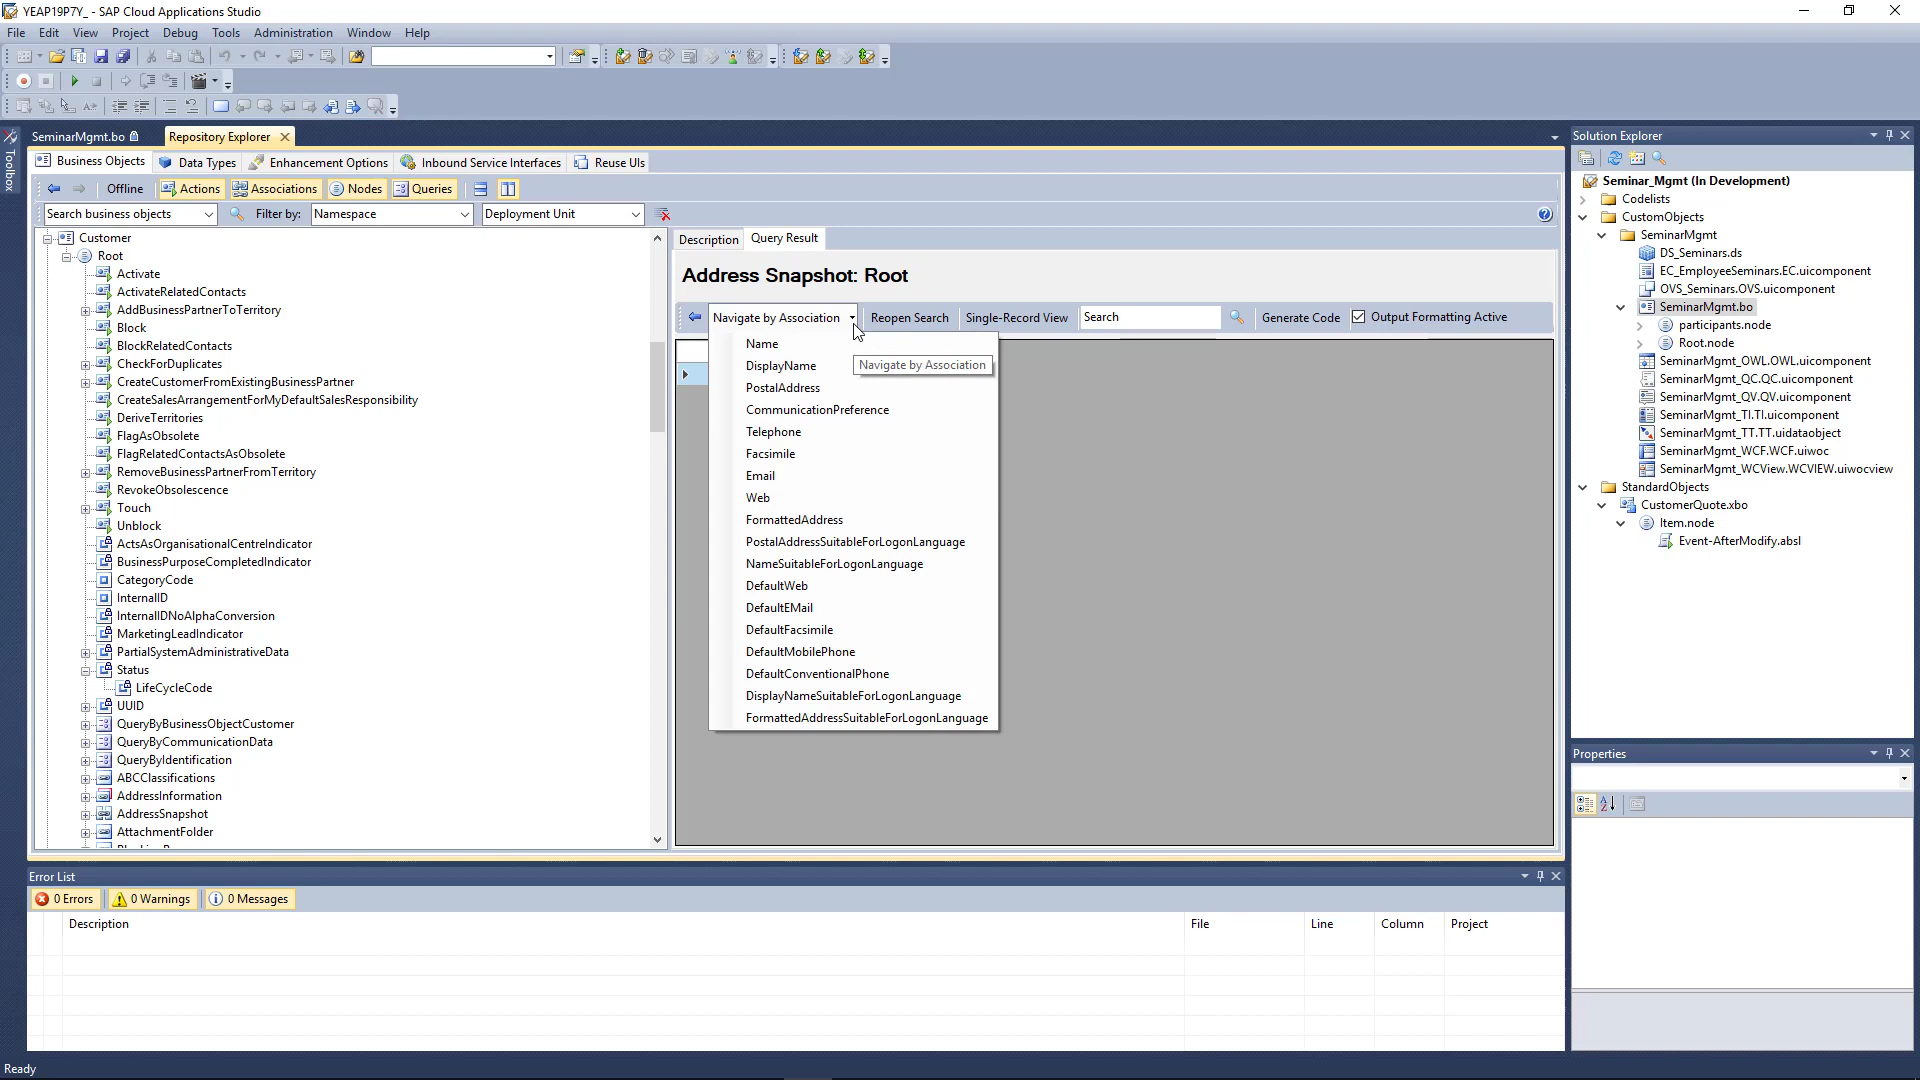 YEAP19P7Y_ - SAP Cloud Applications Studio
File Edit View Project Debug Tools Administration Window Help
Toolbox
SeminarMgmt.bo
Repository Explorer
Business Objects Data Types Enhancement Options Inbound Service Interfaces Reuse UIs
Offline Actions Associations Nodes Queries
Search business objects Filter by: Namespace Deployment Unit
Customer
Root
Activate
ActivateRelatedContacts
AddBusinessPartnerToTerritory
Block
BlockRelatedContacts
CheckForDuplicates
CreateCustomerFromExistingBusinessPartner
CreateSalesArrangementForMyDefaultSalesResponsibility
DeriveTerritories
FlagAsObsolete
FlagRelatedContactsAsObsolete
RemoveBusinessPartnerFromTerritory
RevokeObsolescence
Touch
Unblock
ActsAsOrganisationalCentreIndicator
BusinessPurposeCompletedIndicator
CategoryCode
InternalID
InternalIDNoAlphaConversion
MarketingLeadIndicator
PartialSystemAdministrativeData
Status
LifeCycleCode
UUID
QueryByBusinessObjectCustomer
QueryByCommunicationData
QueryByIdentification
ABCClassifications
AddressInformation
AddressSnapshot
AttachmentFolder
Description Query Result
Address Snapshot: Root
Navigate by Association Reopen Search Single-Record View Search Generate Code Output Formatting Active
Name
DisplayName
Navigate by Association
PostalAddress
CommunicationPreference
Telephone
Facsimile
Email
Web
FormattedAddress
PostalAddressSuitableForLogonLanguage
NameSuitableForLogonLanguage
DefaultWeb
DefaultEMail
DefaultFacsimile
DefaultMobilePhone
DefaultConventionalPhone
DisplayNameSuitableForLogonLanguage
FormattedAddressSuitableForLogonLanguage
Solution Explorer
Seminar_Mgmt (In Development)
Codelists
CustomObjects
SeminarMgmt
DS_Seminars.ds
EC_EmployeeSeminars.EC.uicomponent
OVS_Seminars.OVS.uicomponent
SeminarMgmt.bo
participants.node
Root.node
SeminarMgmt_OWL.OWL.uicomponent
SeminarMgmt_QC.QC.uicomponent
SeminarMgmt_QV.QV.uicomponent
SeminarMgmt_TI.TI.uicomponent
SeminarMgmt_TT.TT.uidataobject
SeminarMgmt_WCF.WCF.uiwoc
SeminarMgmt_WCView.WCVIEW.uiwocview
StandardObjects
CustomerQuote.xbo
Item.node
Event-AfterModify.absl
Properties
Error List
0 Errors 0 Warnings 0 Messages
Description File Line Column Project
Ready